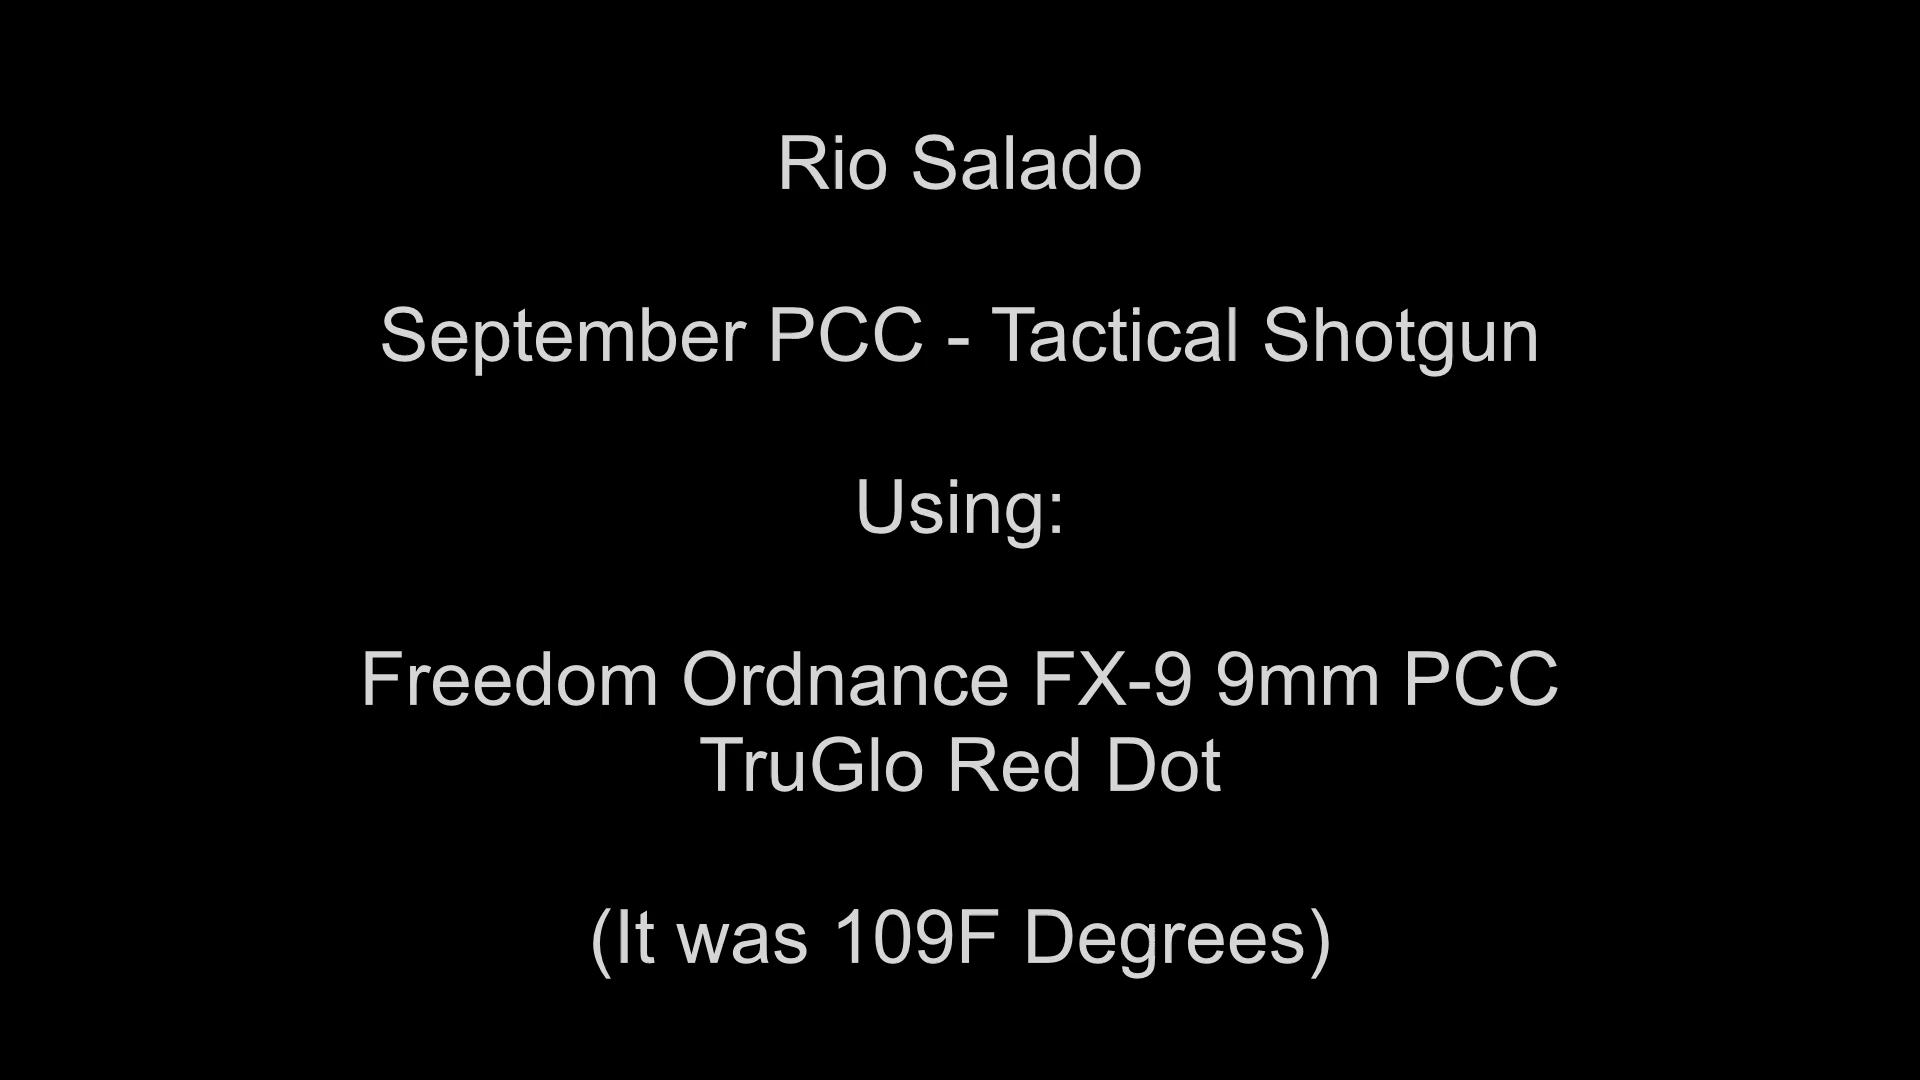 Rio Salado
September PCC - Tactical Shotgun
Using:
Freedom Ordnance FX-9 9mm PCC
TruGlo Red Dot
(It was 109F Degrees)